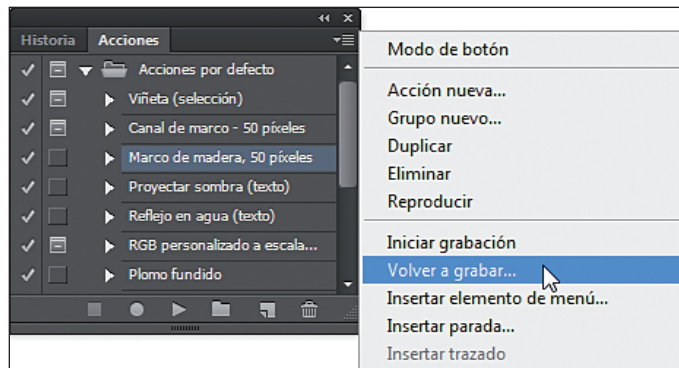 Historia Acciones
Acciones por defecto
Viñeta (selección)
Canal de marco - 50 píxeles
Marco de madera, 50 píxeles
Proyectar sombra (texto)
Reflejo en agua (texto)
RGB personalizado a escala...
Plomo fundido
Modo de botón
Acción nueva...
Grupo nuevo...
Duplicar
Eliminar
Reproducir
Iniciar grabación
Volver a grabar...
Insertar elemento de menú...
Insertar parada...
Insertar trazado